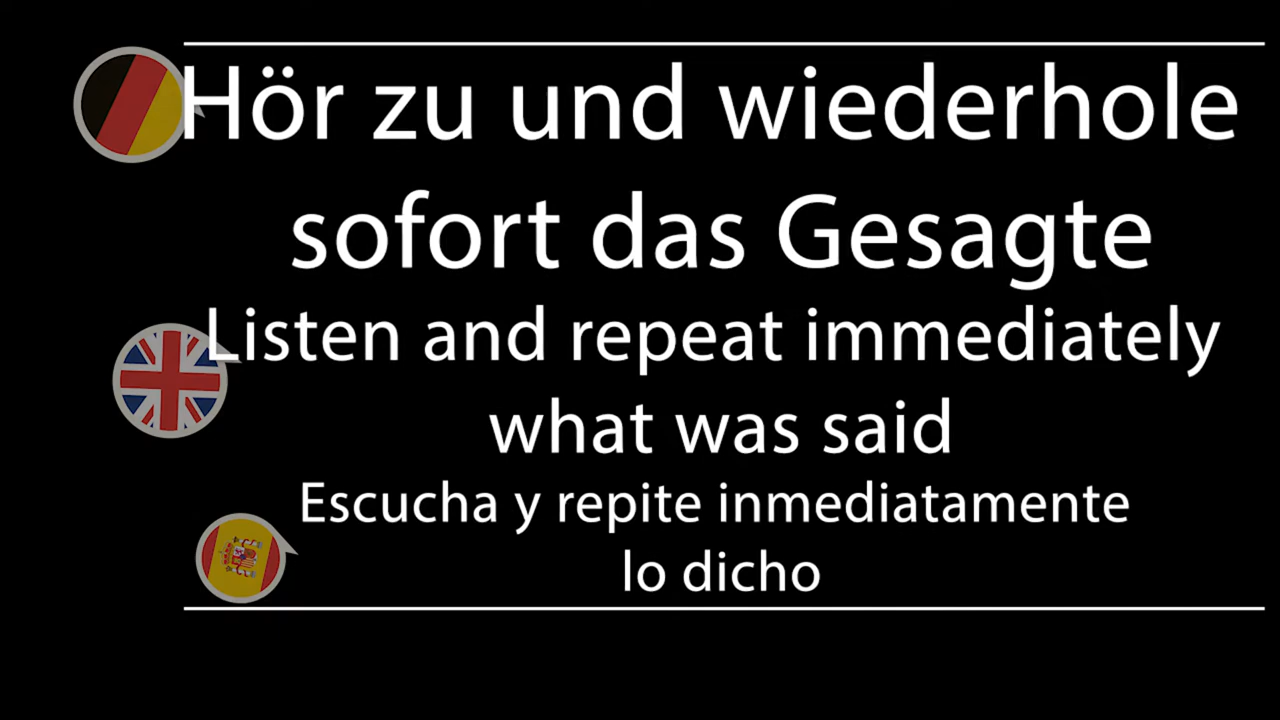 Hör zu und wiederhole
sofort das Gesagte
Listen and repeat immediately
what was said
Escucha y repite inmediatamente
lo dicho